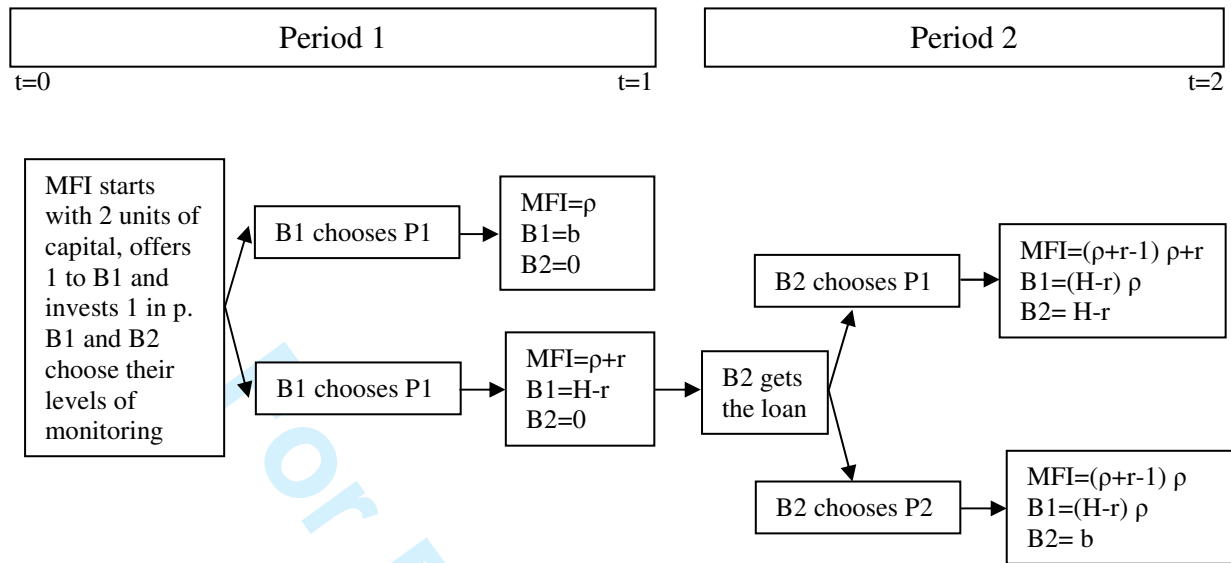 Period 1
Period 2
t=0
t=1
t=2
MFI starts
with 2 units of
capital, offers
1 to B1 and
invests 1 in p.
B1 and B2
choose their
levels of
monitoring
B1 chooses P1
MFI=ρ
B1=b
B2=0
B1 chooses P1
MFI=ρ+r
B1=H-r
B2=0
B2 gets
the loan
B2 chooses P1
MFI=(ρ+r-1) ρ+r
B1=(H-r) ρ
B2= H-r
B2 chooses P2
MFI=(ρ+r-1) ρ
B1=(H-r) ρ
B2= b
For